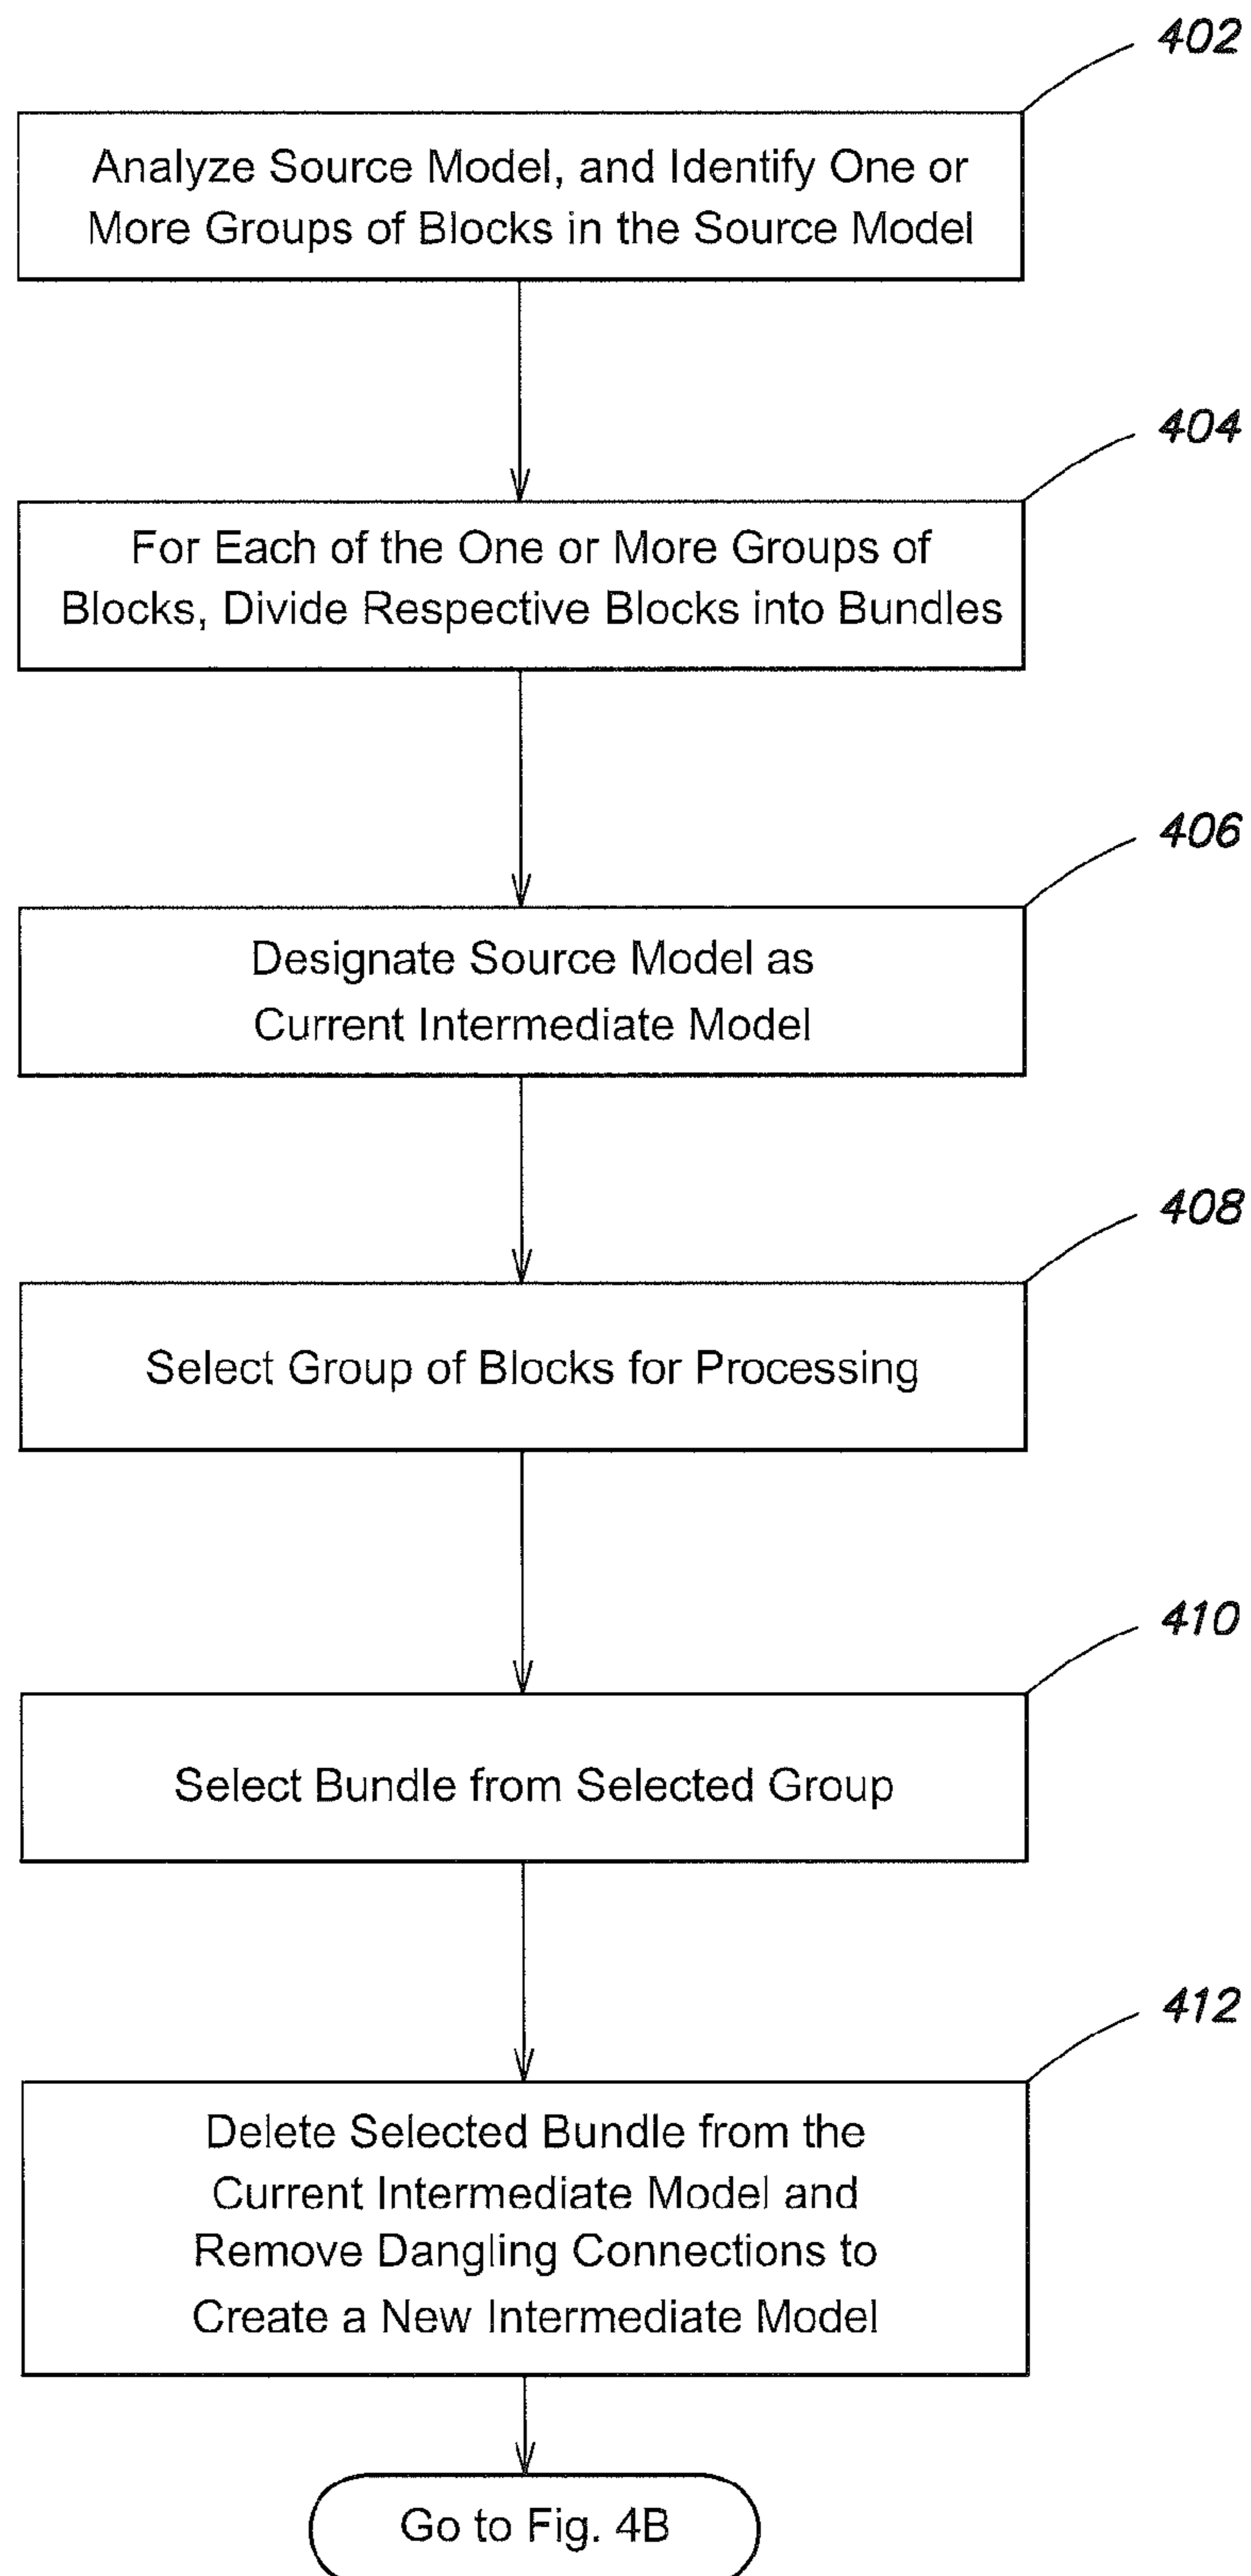 402
Analyze Source Model, and Identify One or
More Groups of Blocks in the Source Model
404
For Each of the One or More Groups of
Blocks, Divide Respective Blocks into Bundles
406
Designate Source Model as
Current Intermediate Model
408
Select Group of Blocks for Processing
410
Select Bundle from Selected Group
412
Delete Selected Bundle from the
Current Intermediate Model and
Remove Dangling Connections to
Create a New Intermediate Model
Go to Fig. 4B